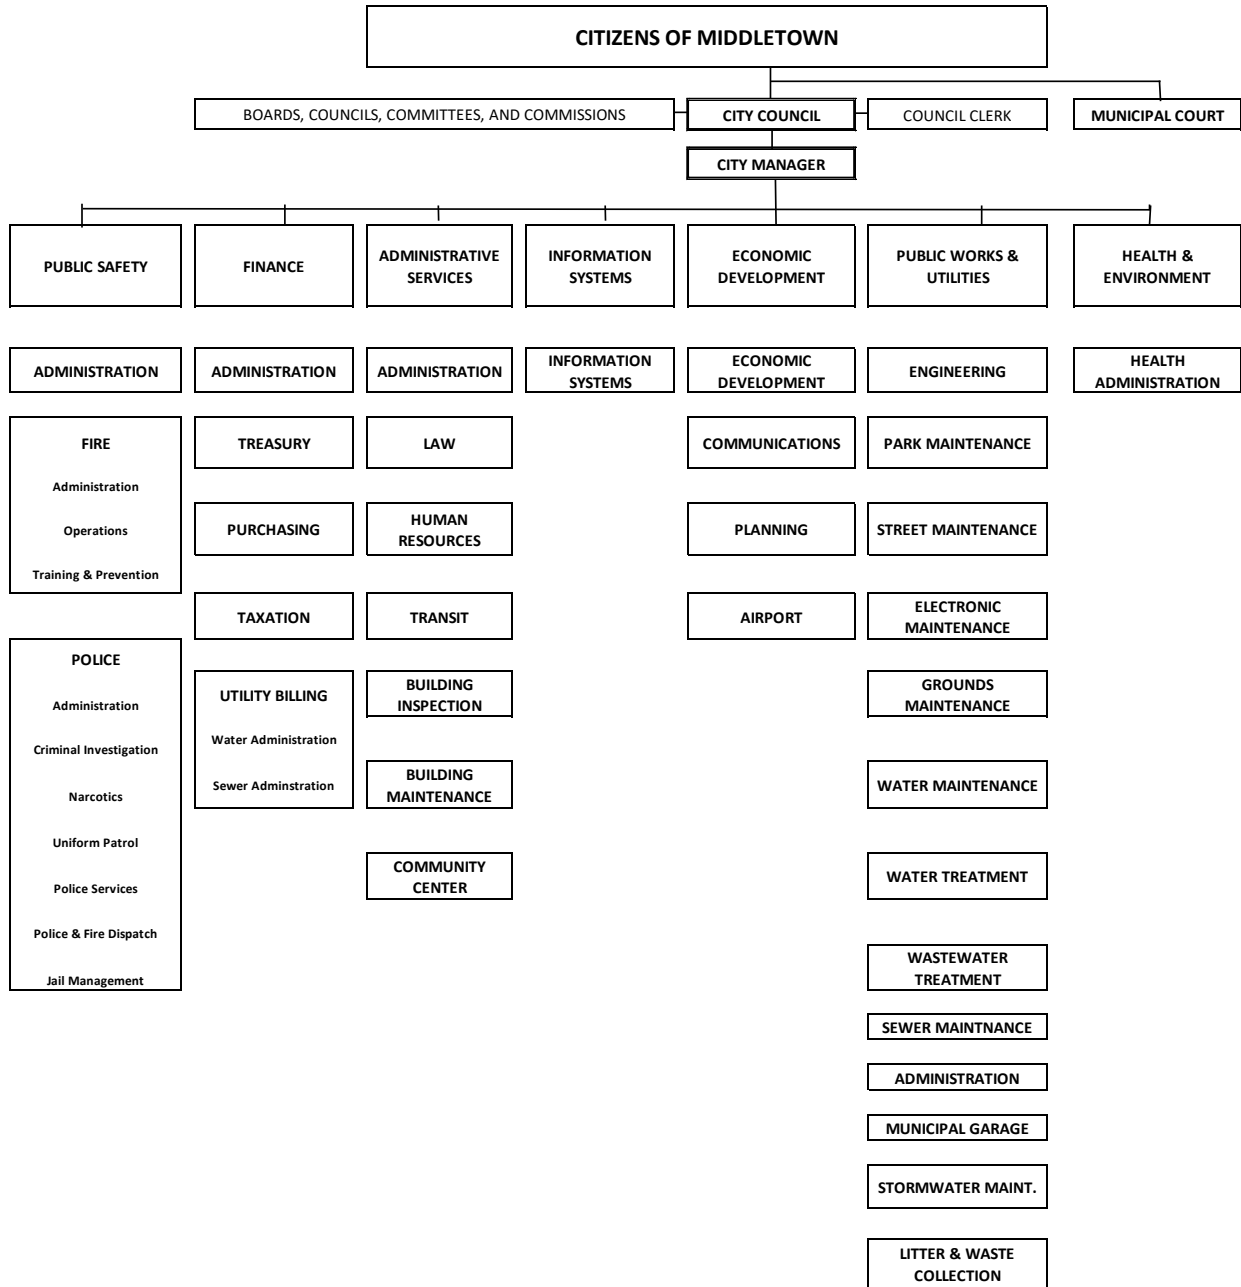 CITIZENS OF MIDDLETOWN
BOARDS, COUNCILS, COMMITTEES, AND COMMISSIONS
CITY COUNCIL
COUNCIL CLERK
MUNICIPAL COURT
CITY MANAGER
PUBLIC SAFETY
FINANCE
ADMINISTRATIVE
SERVICES
INFORMATION
SYSTEMS
ECONOMIC
DEVELOPMENT
PUBLIC WORKS &
UTILITIES
HEALTH &
ENVIRONMENT
ADMINISTRATION
ADMINISTRATION
ADMINISTRATION
INFORMATION
SYSTEMS
ECONOMIC
DEVELOPMENT
ENGINEERING
HEALTH
ADMINISTRATION
FIRE
Administration
Operations
Training & Prevention
TREASURY
LAW
COMMUNICATIONS
PARK MAINTENANCE
PURCHASING
HUMAN
RESOURCES
PLANNING
STREET MAINTENANCE
TAXATION
TRANSIT
AIRPORT
ELECTRONIC
MAINTENANCE
POLICE
Administration
Criminal Investigation
Narcotics
Uniform Patrol
Police Services
Police & Fire Dispatch
Jail Management
UTILITY BILLING
Water Administration
Sewer Adminstration
BUILDING
INSPECTION
GROUNDS
MAINTENANCE
BUILDING
MAINTENANCE
WATER MAINTENANCE
COMMUNITY
CENTER
WATER TREATMENT
WASTEWATER
TREATMENT
SEWER MAINTNANCE
ADMINISTRATION
MUNICIPAL GARAGE
STORMWATER MAINT.
LITTER & WASTE
COLLECTION